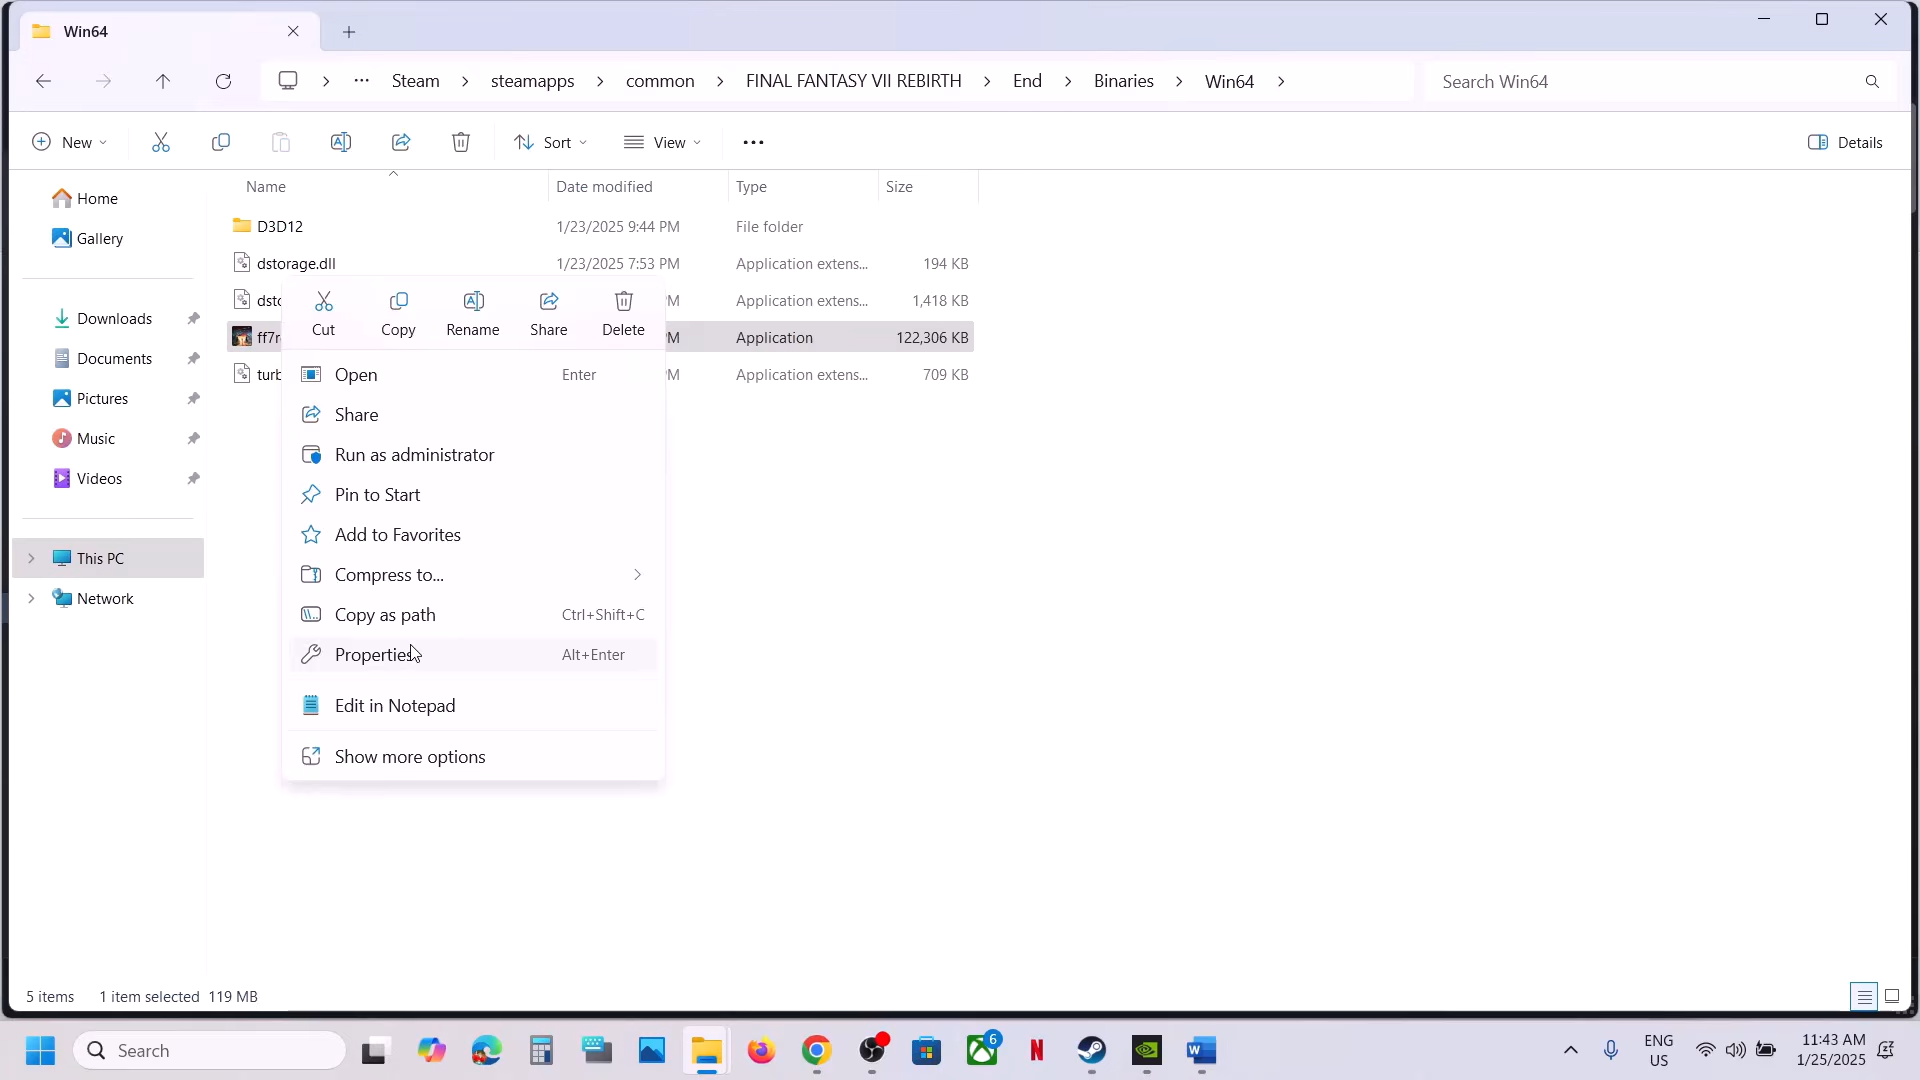 Win64
Steam steamapps common FINAL FANTASY VII REBIRTH End Binaries Win64
Search Win64
New Sort View Details
Name Date modified Type Size
Home
Gallery
Downloads
Documents
Pictures
Music
Videos
This PC
Network
D3D12 1/23/2025 9:44 PM File folder
dstorage.dll 1/23/2025 7:53 PM Application extens... 194 KB
Application extens... 1,418 KB
Application 122,306 KB
Application extens... 709 KB
Cut Copy Rename Share Delete
Open Enter
Share
Run as administrator
Pin to Start
Add to Favorites
Compress to...
Copy as path Ctrl+Shift+C
Properties Alt+Enter
Edit in Notepad
Show more options
5 items 1 item selected 119 MB
Search
6
ENG
US
11:43 AM
1/25/2025